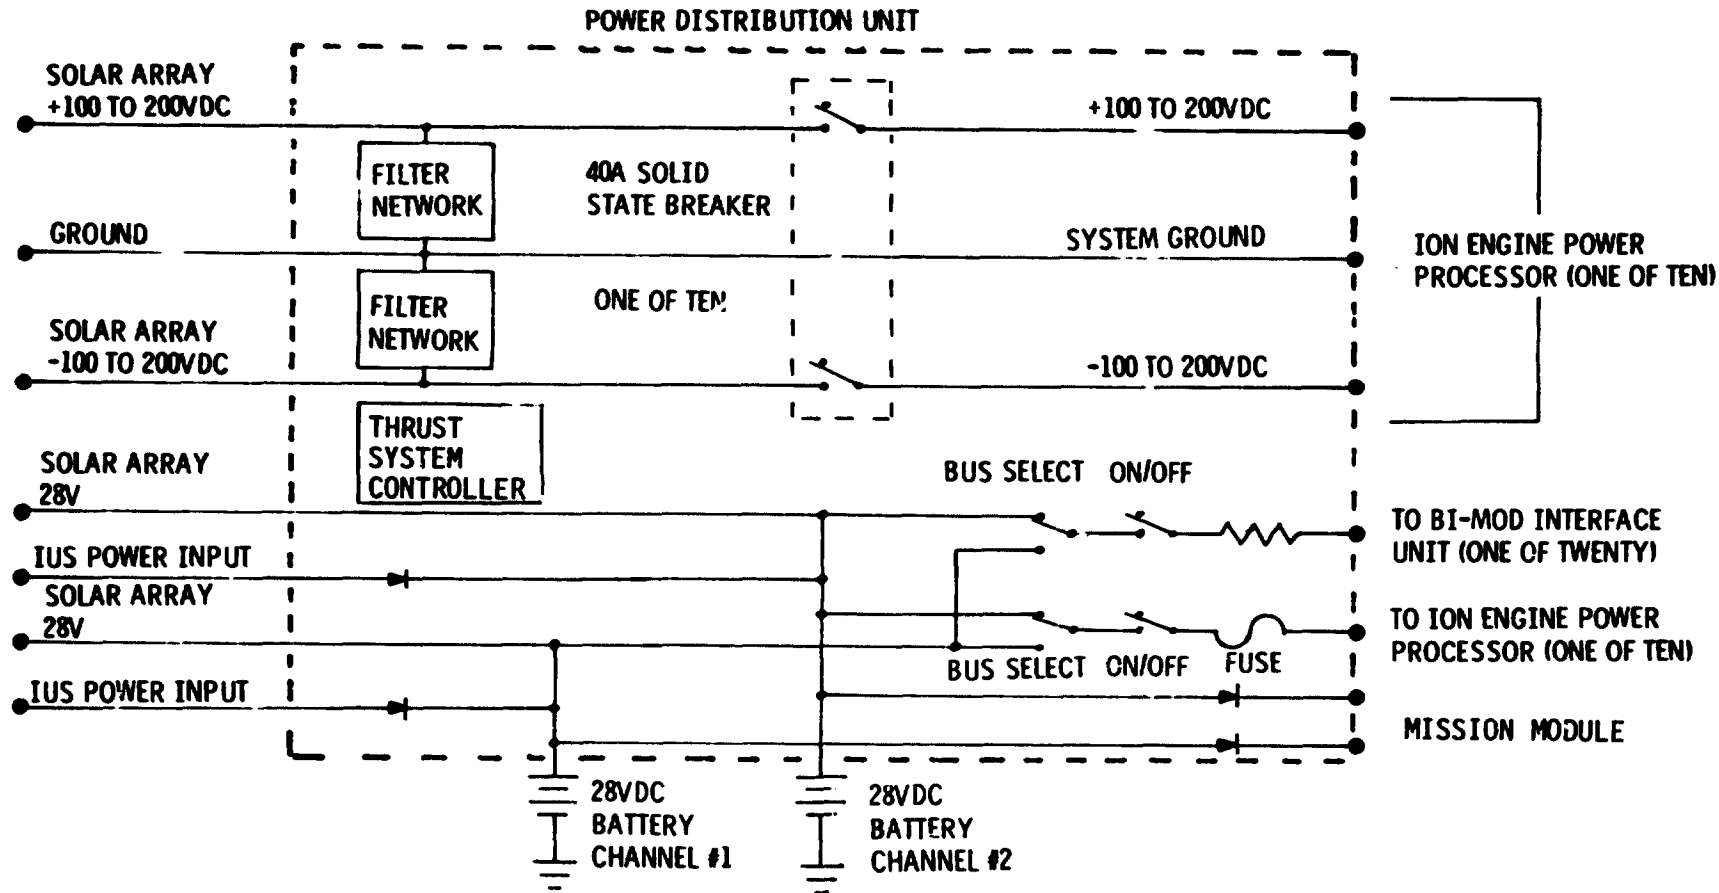 POWER DISTRIBUTION UNIT
SOLAR ARRAY
+100 TO 200VDC
+100 TO 200VDC
FILTER
NETWORK
40A SOLID
STATE BREAKER
GROUND
SYSTEM GROUND
ION ENGINE POWER
PROCESSOR (ONE OF TEN)
FILTER
NETWORK
ONE OF TEN
SOLAR ARRAY
-100 TO 200VDC
-100 TO 200VDC
THRUST
SYSTEM
CONTROLLER
SOLAR ARRAY
28V
BUS SELECT ON/OFF
TO BI-MOD INTERFACE
UNIT (ONE OF TWENTY)
IUS POWER INPUT
SOLAR ARRAY
28V
TO ION ENGINE POWER
PROCESSOR (ONE OF TEN)
BUS SELECT ON/OFF FUSE
IUS POWER INPUT
MISSION MODULE
28VDC
BATTERY
CHANNEL #1
28VDC
BATTERY
CHANNEL #2